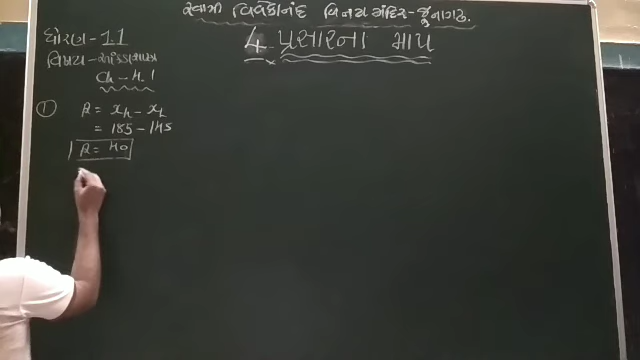 સ્વામી વિવેકાનંદ વિનય મંદિર - જૂનાગઢ.
ધોરણ - 11
4 પ્રસારના માપ
વિષય - આંકડાશાસ્ત્ર
Ch - 4.1
① R = xH - xL
= 185 - 145
R = 40